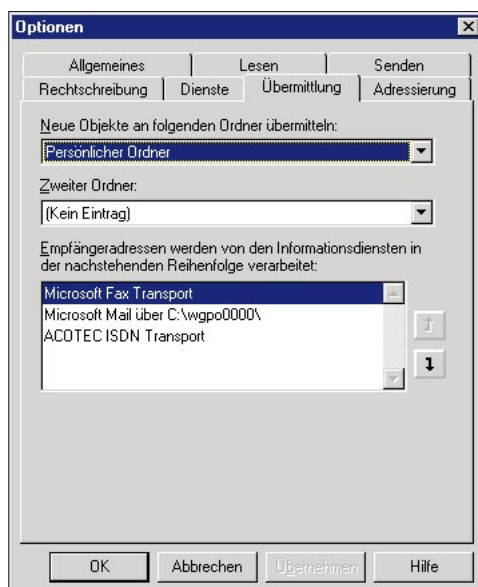 Optionen
Allgemeines Lesen Senden
Rechtschreibung Dienste Übermittlung Adressierung
Neue Objekte an folgenden Ordner übermitteln:
Persönlicher Ordner
Zweiter Ordner:
(Kein Eintrag)
Empfängeradressen werden von den Informationsdiensten in
der nachstehenden Reihenfolge verarbeitet:
Microsoft Fax Transport
Microsoft Mail über C:\wgpo0000\
ACOTEC ISDN Transport
OK Abbrechen Übernehmen Hilfe